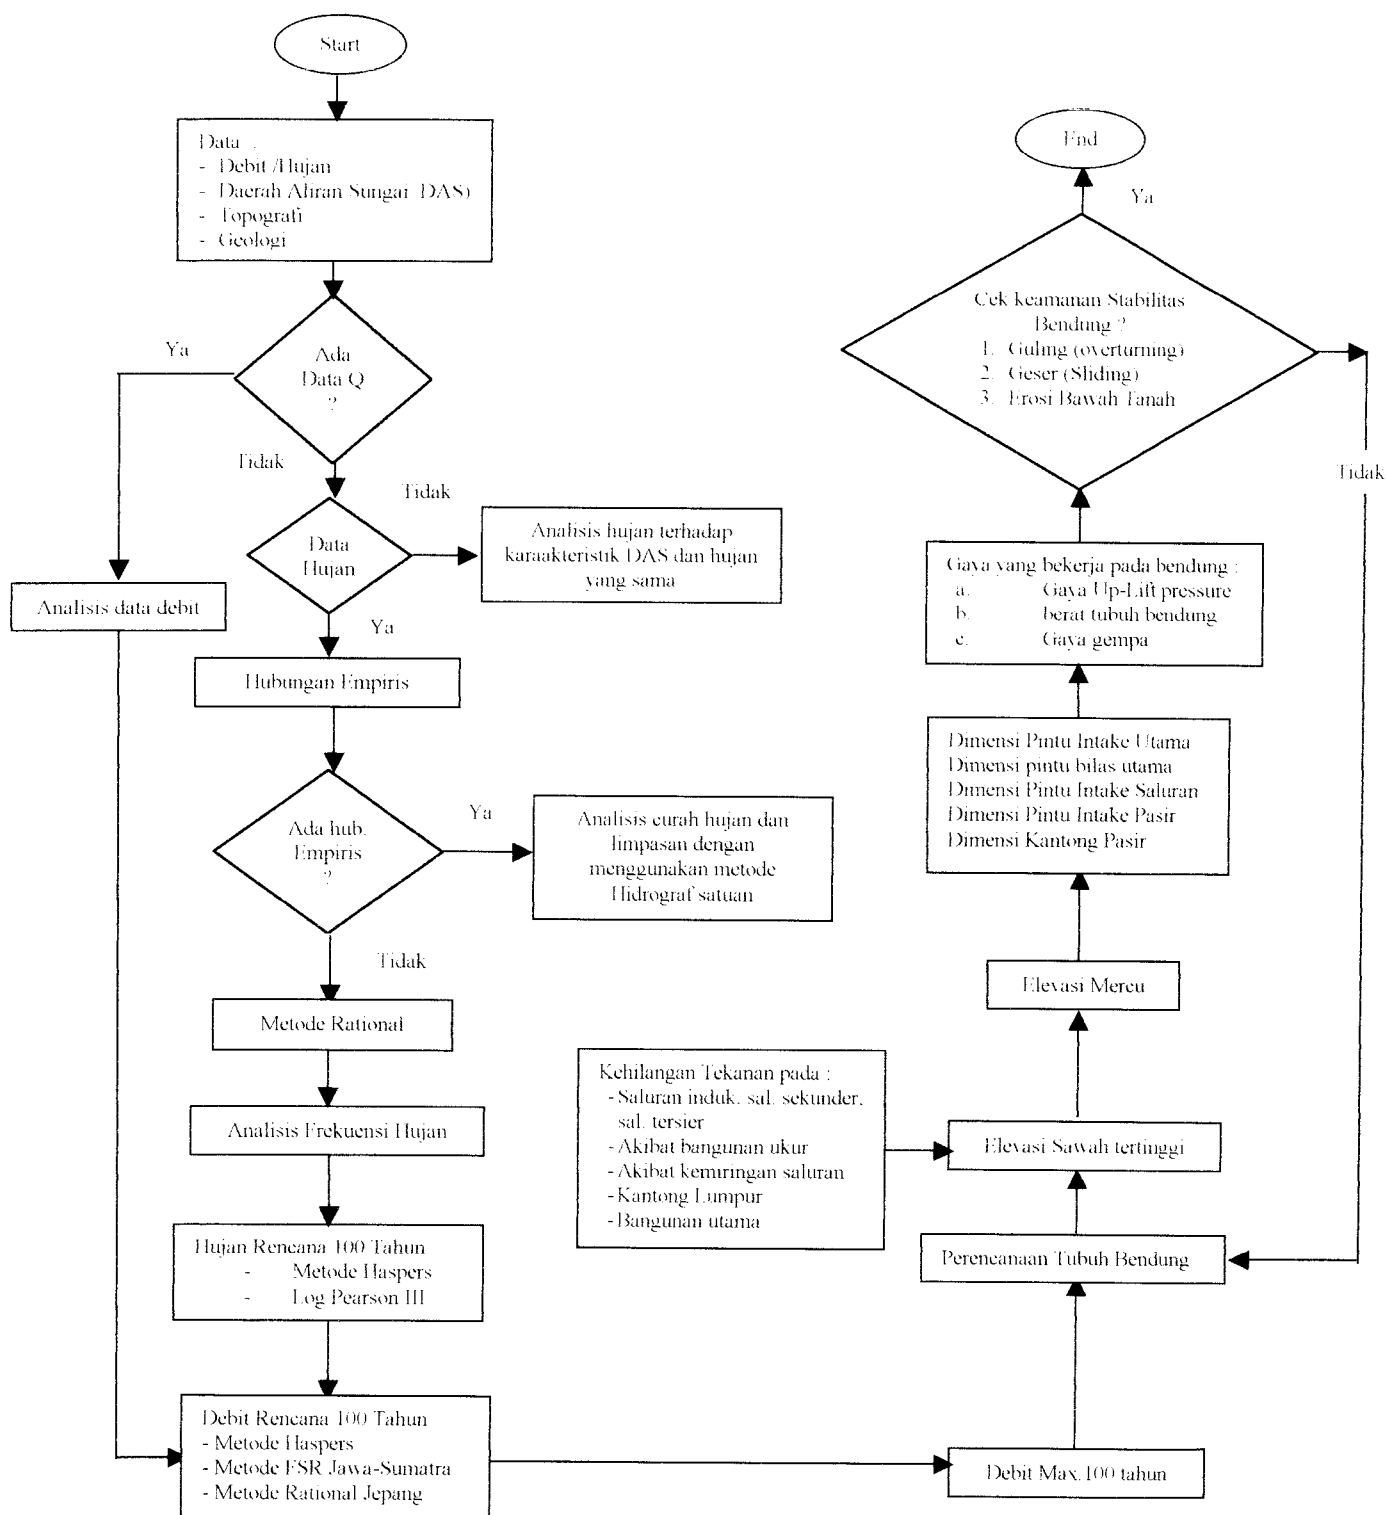 Start
Data :
- Debit /Hujan
- Daerah Aliran Sungai DAS)
- Topografi
- Geologi
Ya
Ada
Data Q
?
Tidak
Tidak
Data
Hujan
Analisis hujan terhadap
karaakteristik DAS dan hujan
yang sama
Analisis data debit
Ya
Hubungan Empiris
Ada hub.
Empiris
?
Ya
Analisis curah hujan dan
limpasan dengan
menggunakan metode
Hidrograf satuan
Tidak
Metode Rational
Analisis Frekuensi Hujan
Hujan Rencana 100 Tahun
- Metode Haspers
- Log Pearson III
Debit Rencana 100 Tahun
- Metode Haspers
- Metode FSR Jawa-Sumatra
- Metode Rational Jepang
Debit Max.100 tahun
Perencanaan Tubuh Bendung
Kehilangan Tekanan pada :
- Saluran induk, sal. sekunder,
sal. tersier
- Akibat bangunan ukur
- Akibat kemiringan saluran
- Kantong Lumpur
- Bangunan utama
Elevasi Sawah tertinggi
Elevasi Mercu
Dimensi Pintu Intake Utama
Dimensi pintu bilas utama
Dimensi Pintu Intake Saluran
Dimensi Pintu Intake Pasir
Dimensi Kantong Pasir
Gaya yang bekerja pada bendung :
a. Gaya Up-Lift pressure
b. berat tubuh bendung
c. Gaya gempa
Cek keamanan Stabilitas
Bendung ?
1. Guling (overturning)
2. Geser (Sliding)
3. Erosi Bawah Tanah
Tidak
Ya
End